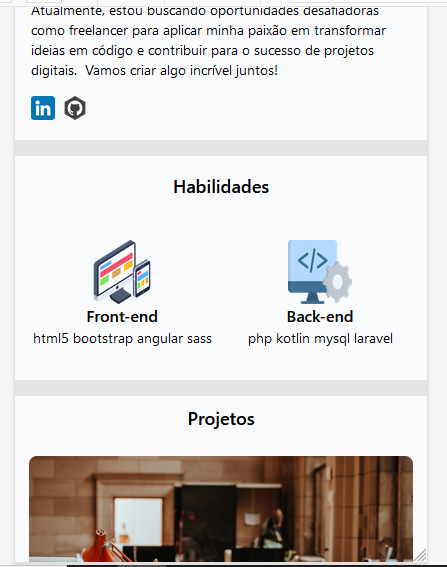 Atualmente, estou buscando oportunidades desafiadoras
como freelancer para aplicar minha paixão em transformar
ideias em código e contribuir para o sucesso de projetos
digitais.  Vamos criar algo incrível juntos!
in
Habilidades
</>
Front-end
Back-end
html5 bootstrap angular sass
php kotlin mysql laravel
Projetos